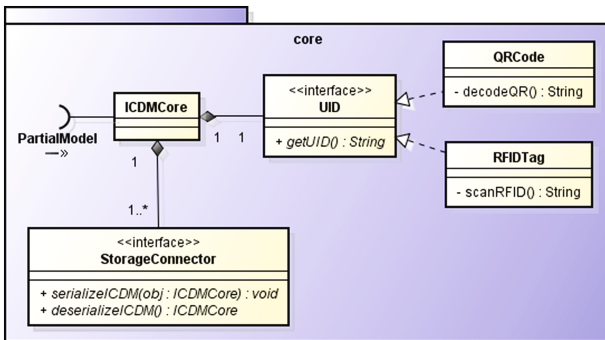 core
QRCode
- decodeQR() : String
<<interface>>
UID
+ getUID() : String
ICDMCore
1
1
PartialModel
—»
1
1..*
RFIDTag
- scanRFID() : String
<<interface>>
StorageConnector
+ serializeICDM(obj : ICDMCore) : void
+ deserializeICDM() : ICDMCore